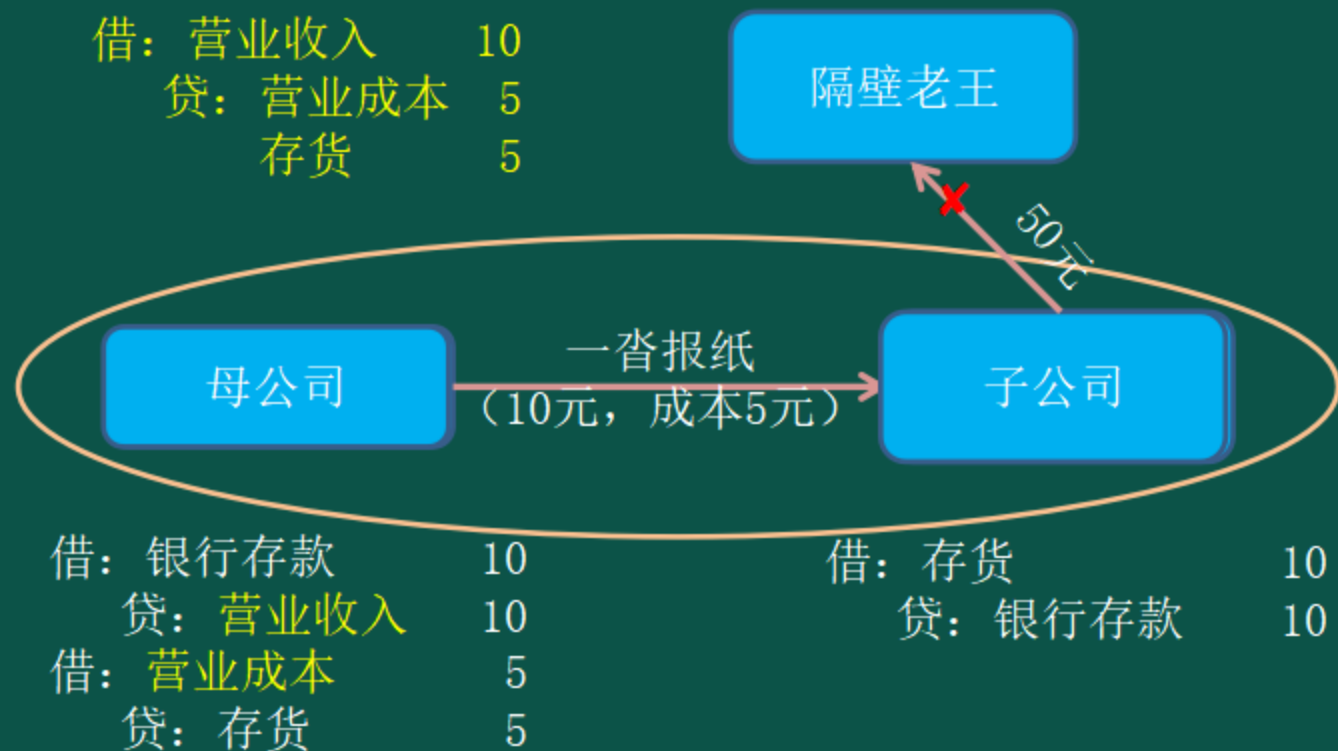 借：营业收入 10
贷：营业成本 5
存货 5
隔壁老王
50元
母公司
一沓报纸
（10元，成本5元）
子公司
借：银行存款 10
贷：营业收入 10
借：营业成本 5
贷：存货 5
借：存货 10
贷：银行存款 10